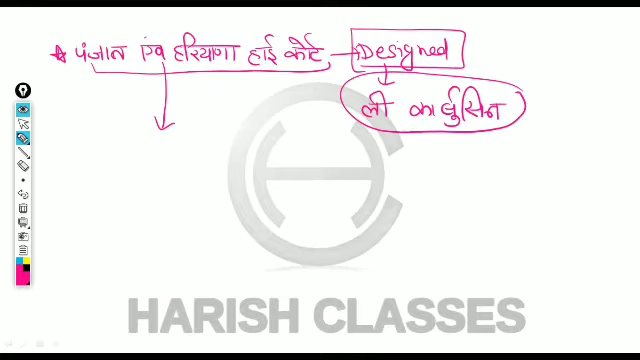 * पंजाब एंव हरियाणा हाई कोर्ट → Designed
ली कार्बुसिन
HARISH CLASSES